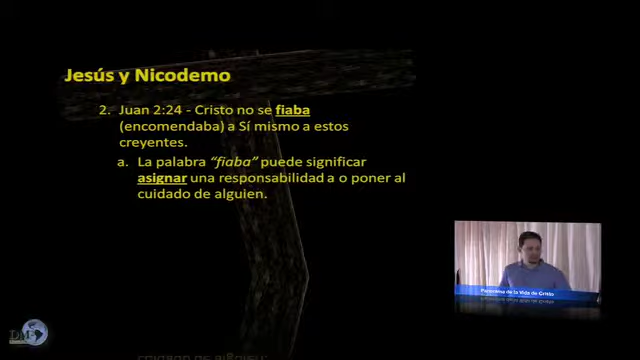 Jesús y Nicodemo
2. Juan 2:24 - Cristo no se fiaba
(encomendaba) a Sí mismo a estos
creyentes.
a. La palabra "fiaba" puede significar
asignar una responsabilidad a o poner al
cuidado de alguien.
Panorama de la Vida de Cristo
DM